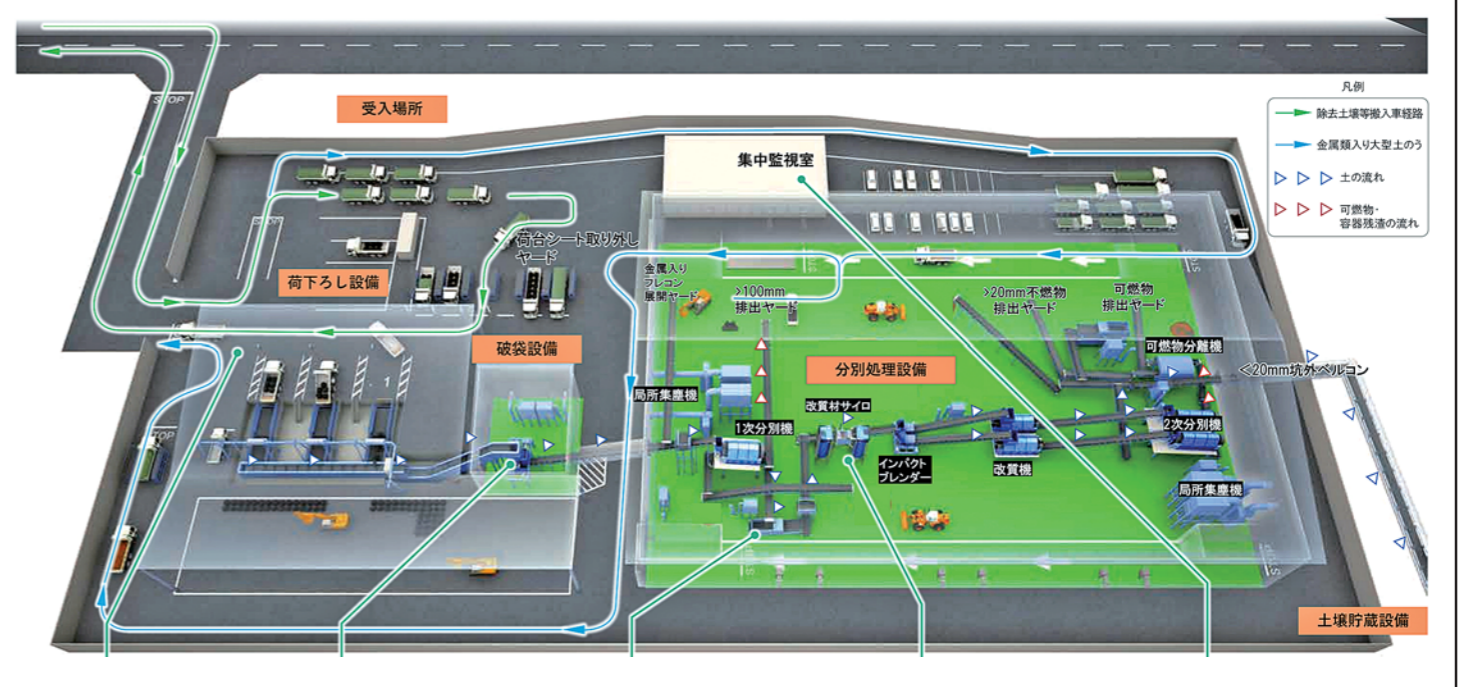 凡例
除去土壌等搬入車経路
金属類入り大型土のう
土の流れ
可燃物・
容器残渣の流れ
STOP
受入場所
集中監視室
STOP
荷台シート取り外し
ヤード
荷下ろし設備
金属入り
フレコン
展開ヤード
>100mm
排出ヤード
>20mm不燃物
排出ヤード
可燃物
排出ヤード
破袋設備
分別処理設備
可燃物分離機
<20mm坑外ベルコン
1
局所集塵機
改質材サイロ
1次分別機
2次分別機
インパクト
ブレンダー
改質機
局所集塵機
TOP
土壌貯蔵設備